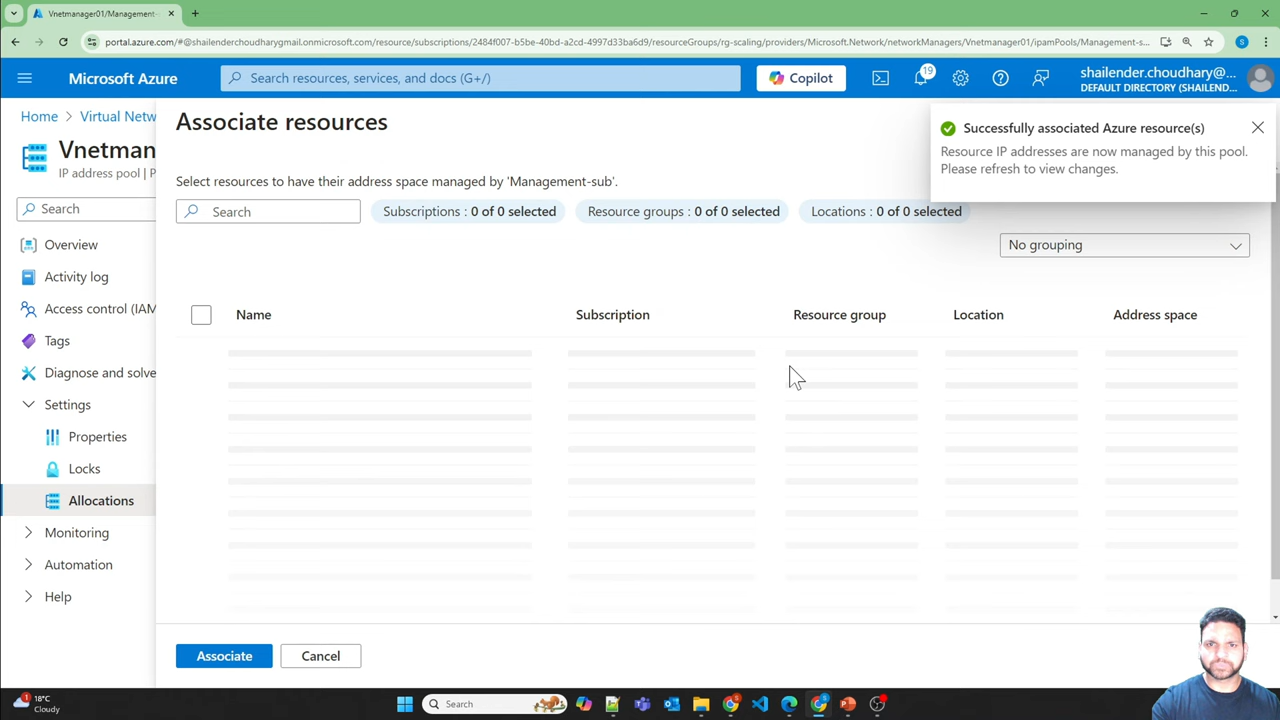 Vnetmanager01/Management-
portal.azure.com/#@shailenderchoudharygmail.onmicrosoft.com/resource/subscriptions/2484f007-b5be-40bd-a2cd-4997d33ba6d9/resourceGroups/rg-scaling/providers/Microsoft.Network/networkManagers/Vnetmanager01/ipamPools/Management-s...
S
Microsoft Azure
Search resources, services, and docs (G+/)
Copilot
19
shailender.choudhary@...
DEFAULT DIRECTORY (SHAILEND...
Home > Virtual Netw
Vnetman
IP address pool | P
Search
Overview
Activity log
Access control (IAM
Tags
Diagnose and solve
Settings
Properties
Locks
Allocations
Monitoring
Automation
Help
Associate resources
Successfully associated Azure resource(s)
Resource IP addresses are now managed by this pool.
Please refresh to view changes.
Select resources to have their address space managed by 'Management-sub'.
Search
Subscriptions : 0 of 0 selected
Resource groups : 0 of 0 selected
Locations : 0 of 0 selected
No grouping
Name
Subscription
Resource group
Location
Address space
Associate
Cancel
1
18°C
Cloudy
Search